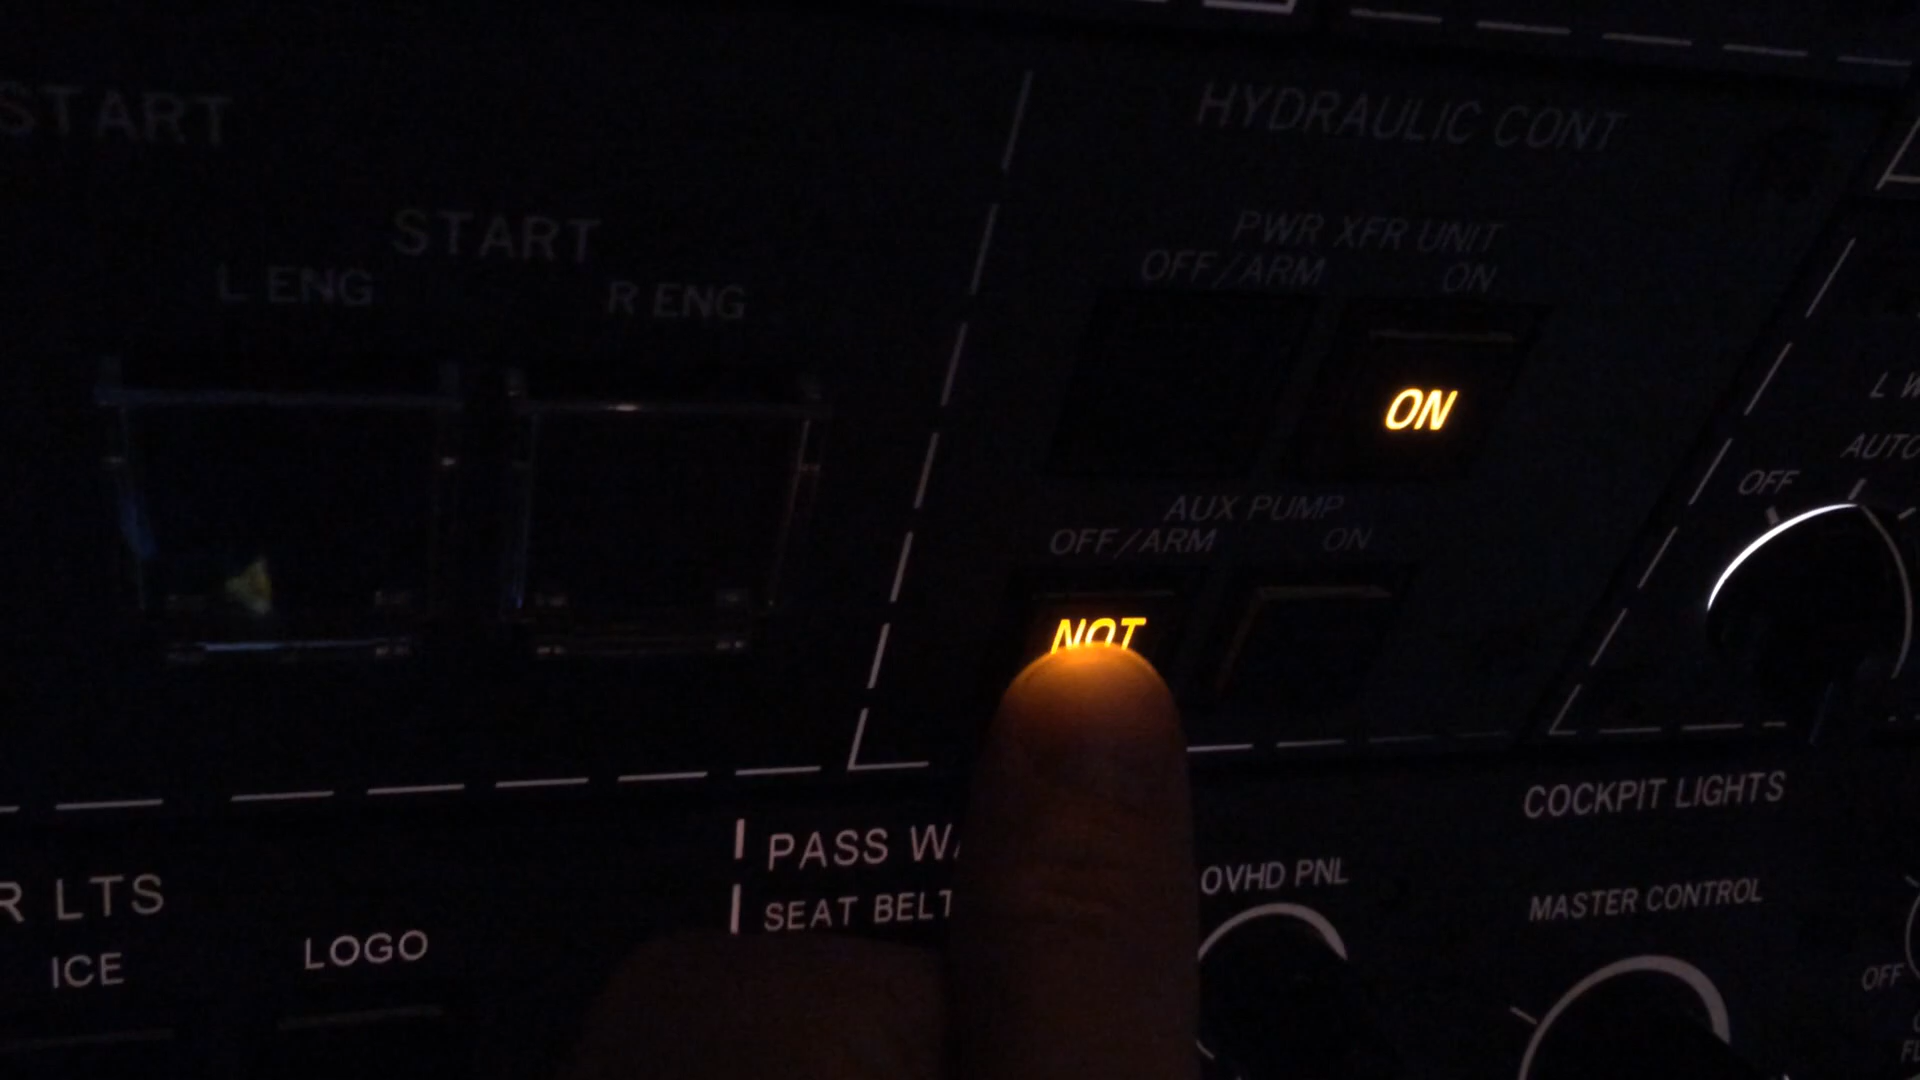 START
START
L ENG
R ENG
HYDRAULIC CONT
PWR XFR UNIT
OFF/ARM ON
ON
AUX PUMP
OFF/ARM ON
NOT
AUTO
OFF
PASS
SEAT BELT
LTS
ICE
LOGO
COCKPIT LIGHTS
OVHD PNL
MASTER CONTROL
OFF